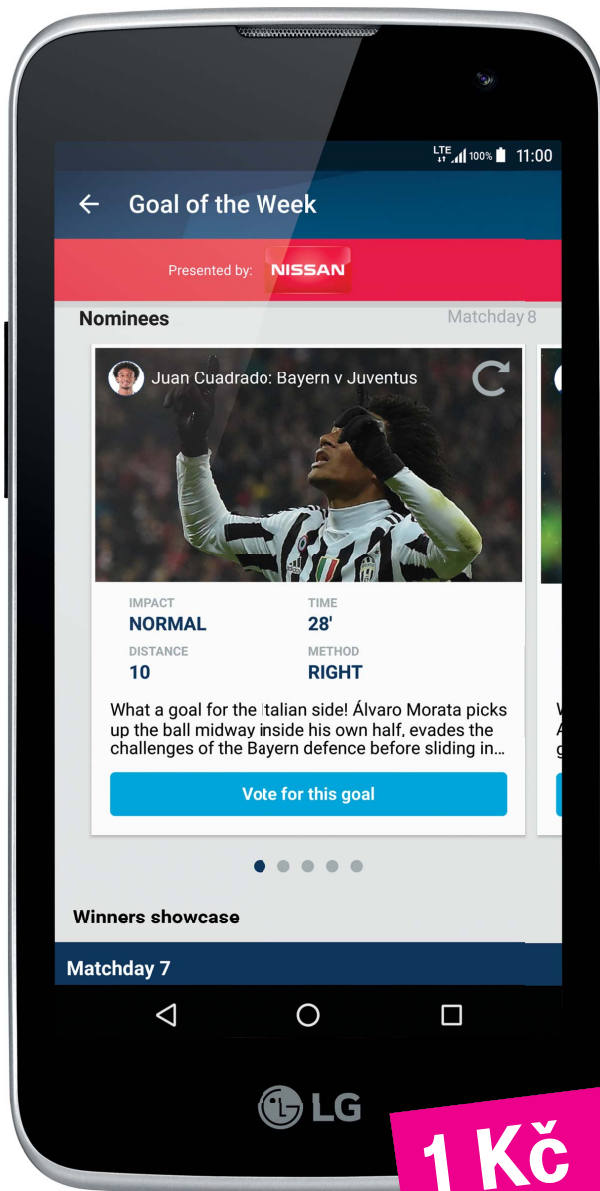 LTE 100% 11:00
Goal of the Week
Presented by: NISSAN
Nominees Matchday 8
Juan Cuadrado: Bayern v Juventus
IMPACT TIME
NORMAL 28'
DISTANCE METHOD
10 RIGHT
What a goal for the Italian side! Álvaro Morata picks
up the ball midway inside his own half, evades the
challenges of the Bayern defence before sliding in...
Vote for this goal
Winners showcase
Matchday 7
LG
1 Kč